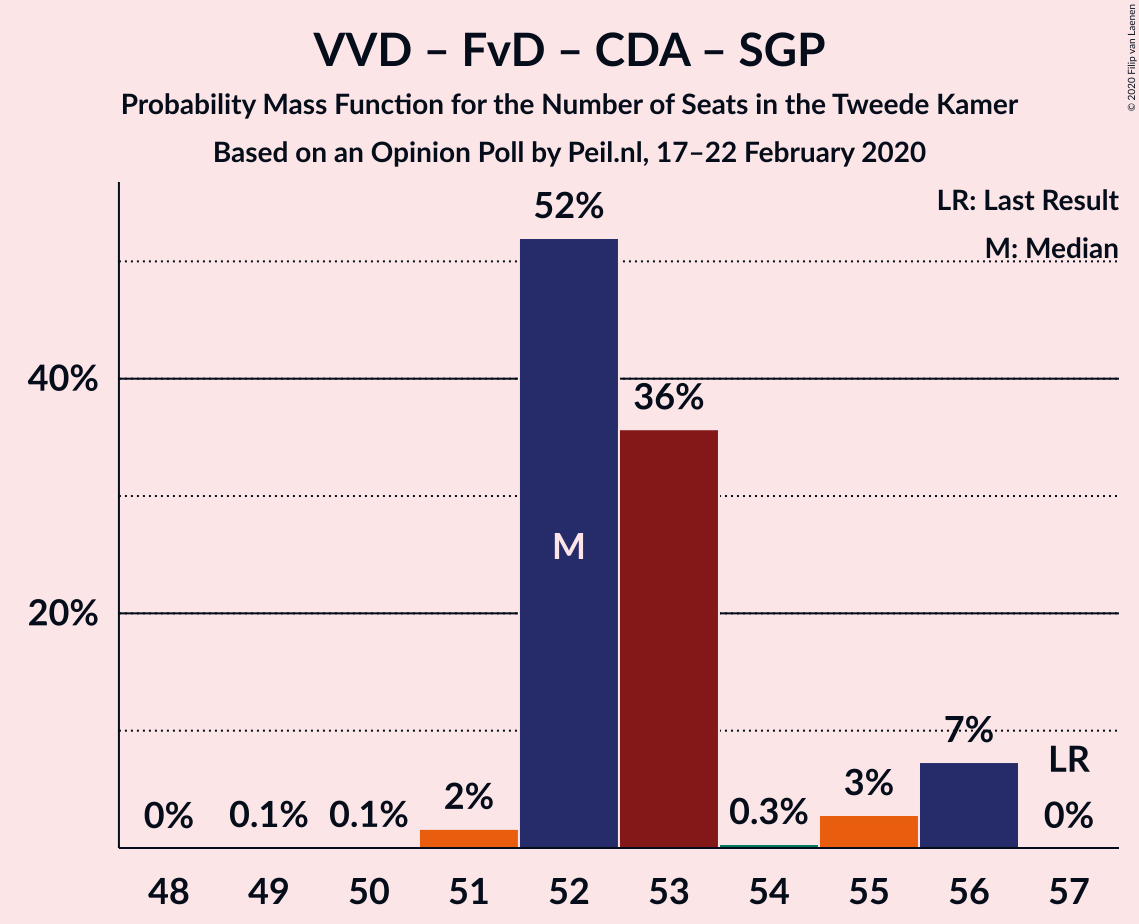 VVD – FvD – CDA – SGP
Probability Mass Function for the Number of Seats in the Tweede Kamer
Based on an Opinion Poll by Peil.nl, 17–22 February 2020
© 2020 Filip van Laenen
LR: Last Result
M: Median
52%
40%
36%
M
20%
7%
LR
3%
2%
0.3%
0%
0.1%
0.1%
0%
48 49 50 51 52 53 54 55 56 57